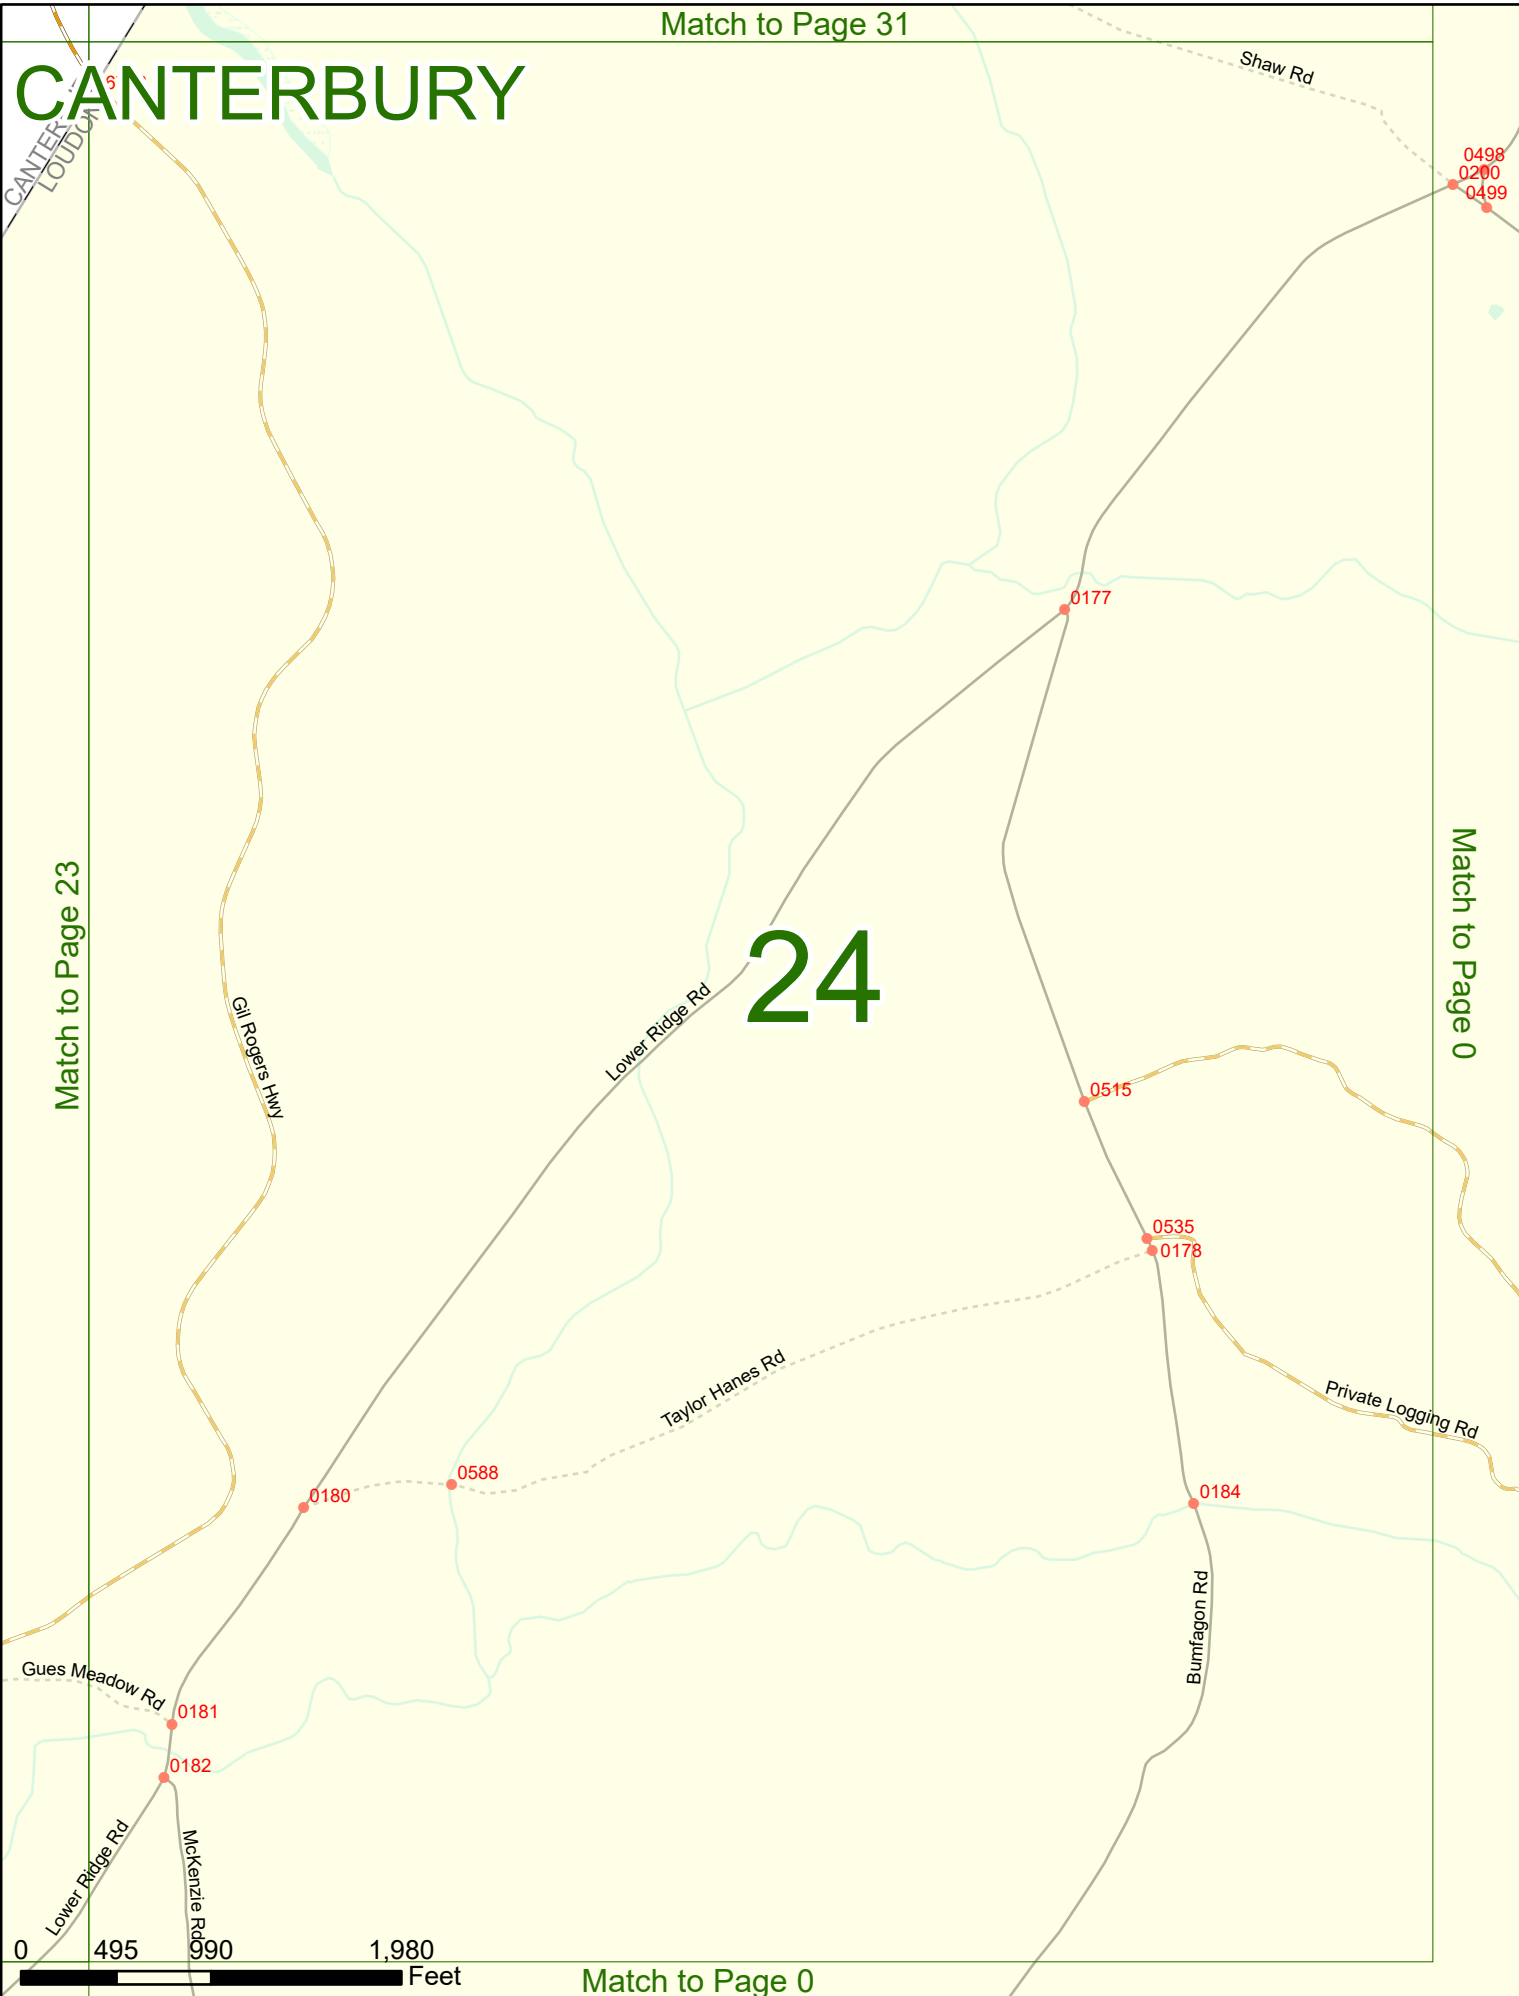 Match to Page 31
Shaw Rd
CANTERBURY
LOUDON
0498
0200
0499
0177
Match to Page 23
Match to Page 0
24
Gil Rogers Hwy
Lower Ridge Rd
0515
0535
0178
Taylor Hanes Rd
Private Logging Rd
0588
0180
0184
Bumfagon Rd
Gues Meadow Rd
0181
0182
Lower Ridge Rd
McKenzie Rd
0 495 990 1,980
Feet
Match to Page 0